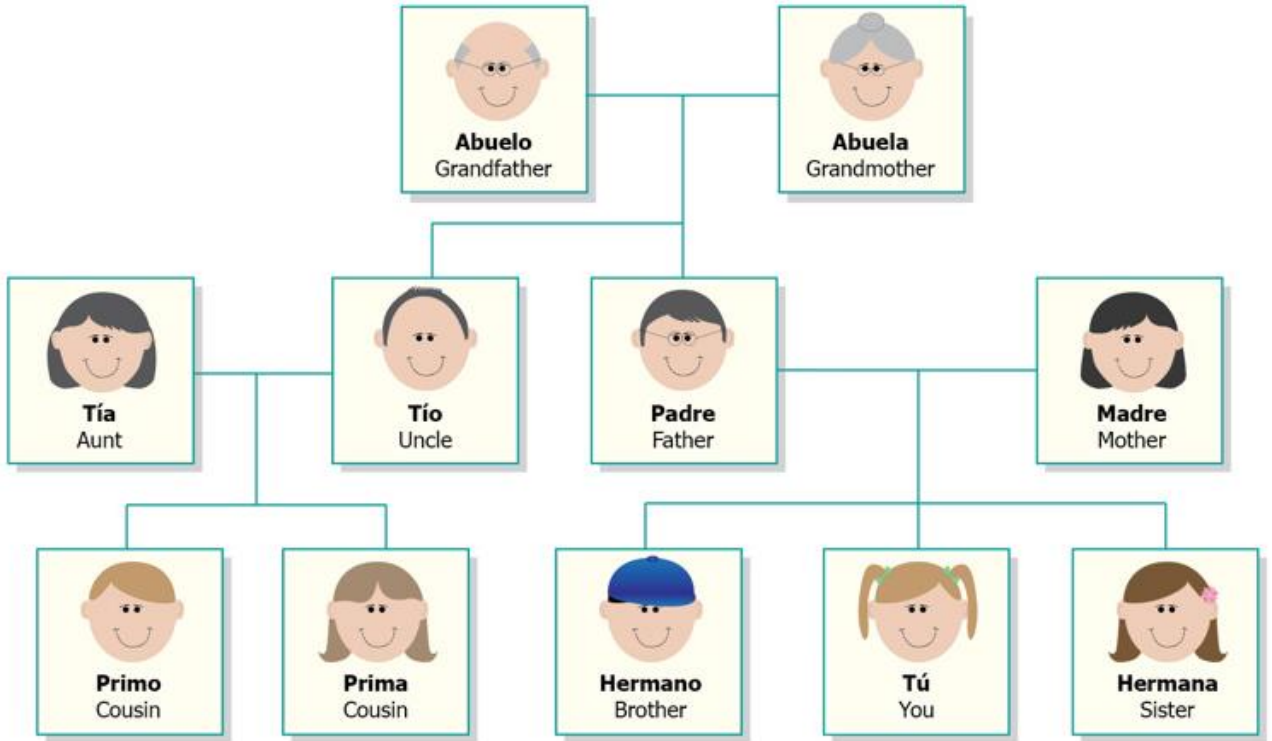 Abuelo
Grandfather
Abuela
Grandmother
Tía
Aunt
Tío
Uncle
Padre
Father
Madre
Mother
Primo
Cousin
Prima
Cousin
Hermano
Brother
Tú
You
Hermana
Sister